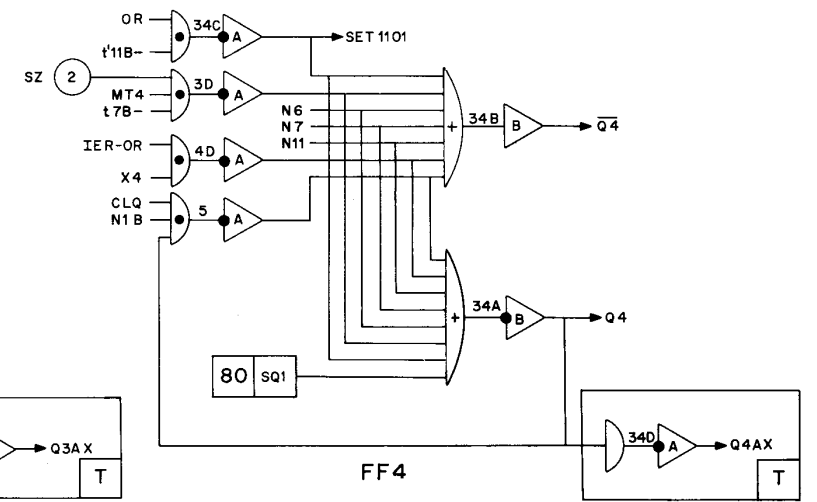 OR
34C
A
SET 1101
t'11B-
SZ
2
3D
A
MT4
t7B-
N6
N7
N11
+
34B
B
Q4
IER-OR
4D
A
X4
CLQ
N1B
5
A
+
34A
B
Q4
80
SQ1
Q3AX
T
FF4
34D
A
Q4AX
T